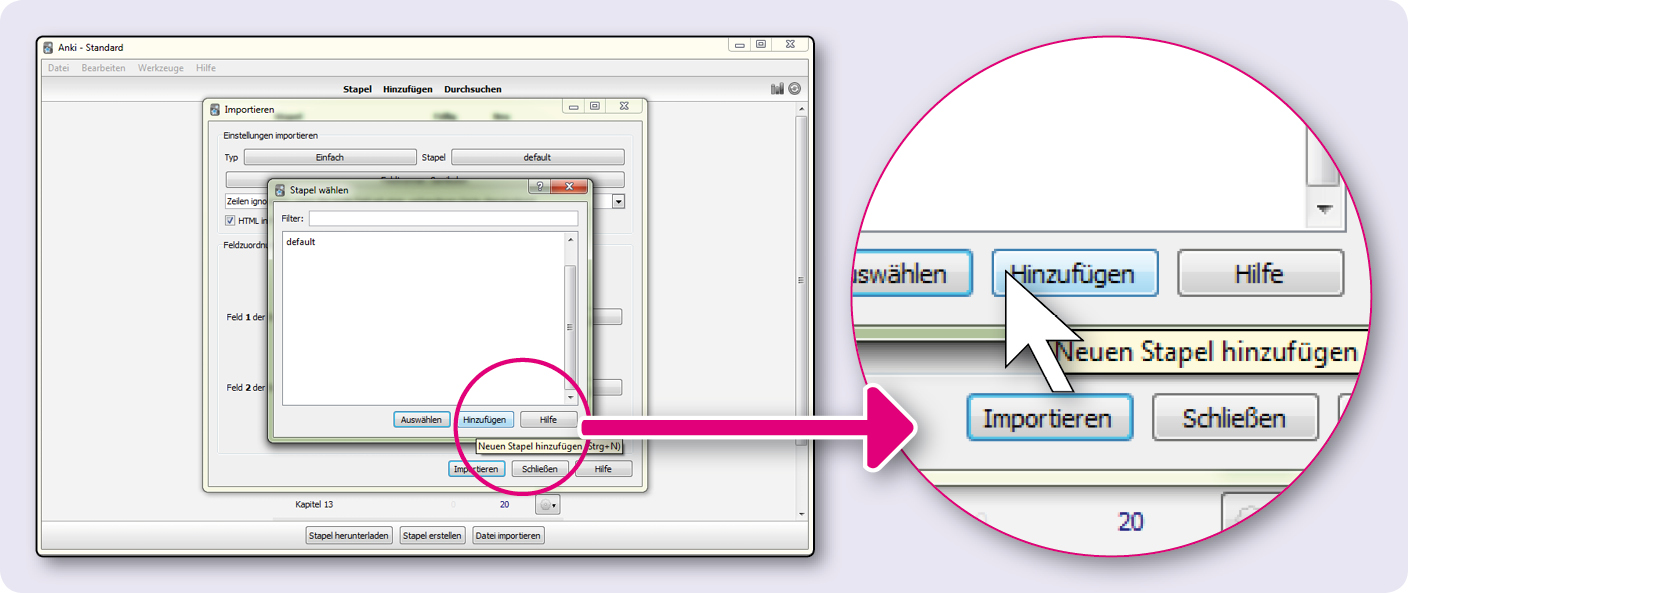 Anki - Standard
Datei Bearbeiten Werkzeuge Hilfe
Stapel Hinzufügen Durchsuchen
Importieren
Einstellungen importieren
Typ Einfach Stapel default
Stapel wählen
Zeilen igno
Filter:
HTML in
default
Feldzuordnu
Feld 1 der
Feld 2 der
Auswählen Hinzufügen Hilfe
Neuen Stapel hinzufügen (Strg+N)
Importieren Schließen Hilfe
Kapitel 13 20
Stapel herunterladen Stapel erstellen Datei importieren
uswählen Hinzufügen Hilfe
Neuen Stapel hinzufügen
Importieren Schließen
20